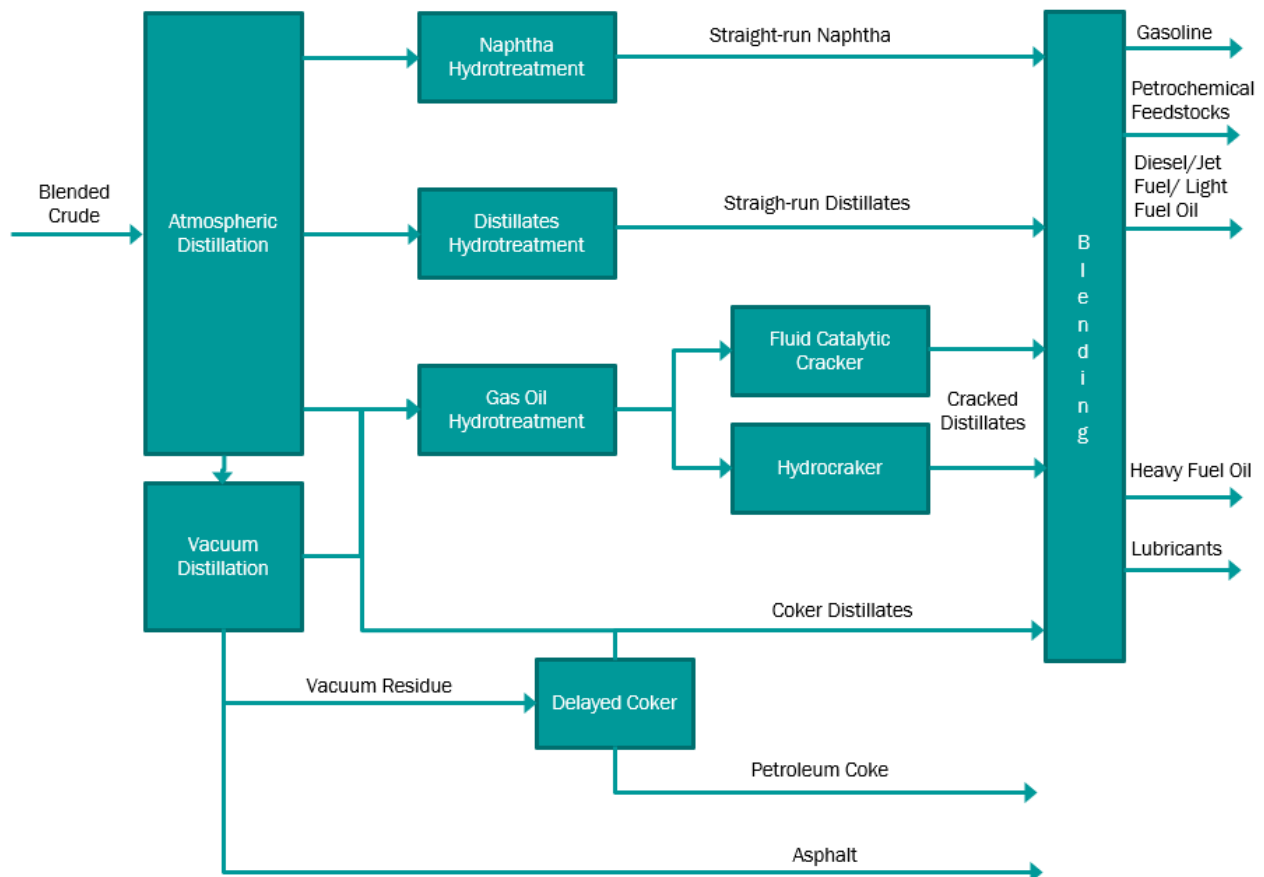 Naphtha
Hydrotreatment
Straight-run Naphtha
Gasoline
Petrochemical
Feedstocks
Blended
Crude
Atmospheric
Distillation
Distillates
Hydrotreatment
Straigh-run Distillates
Diesel/Jet
Fuel/ Light
Fuel Oil
B
l
e
n
d
i
n
g
Fluid Catalytic
Cracker
Gas Oil
Hydrotreatment
Cracked
Distillates
Hydrocraker
Heavy Fuel Oil
Vacuum
Distillation
Lubricants
Coker Distillates
Vacuum Residue
Delayed Coker
Petroleum Coke
Asphalt